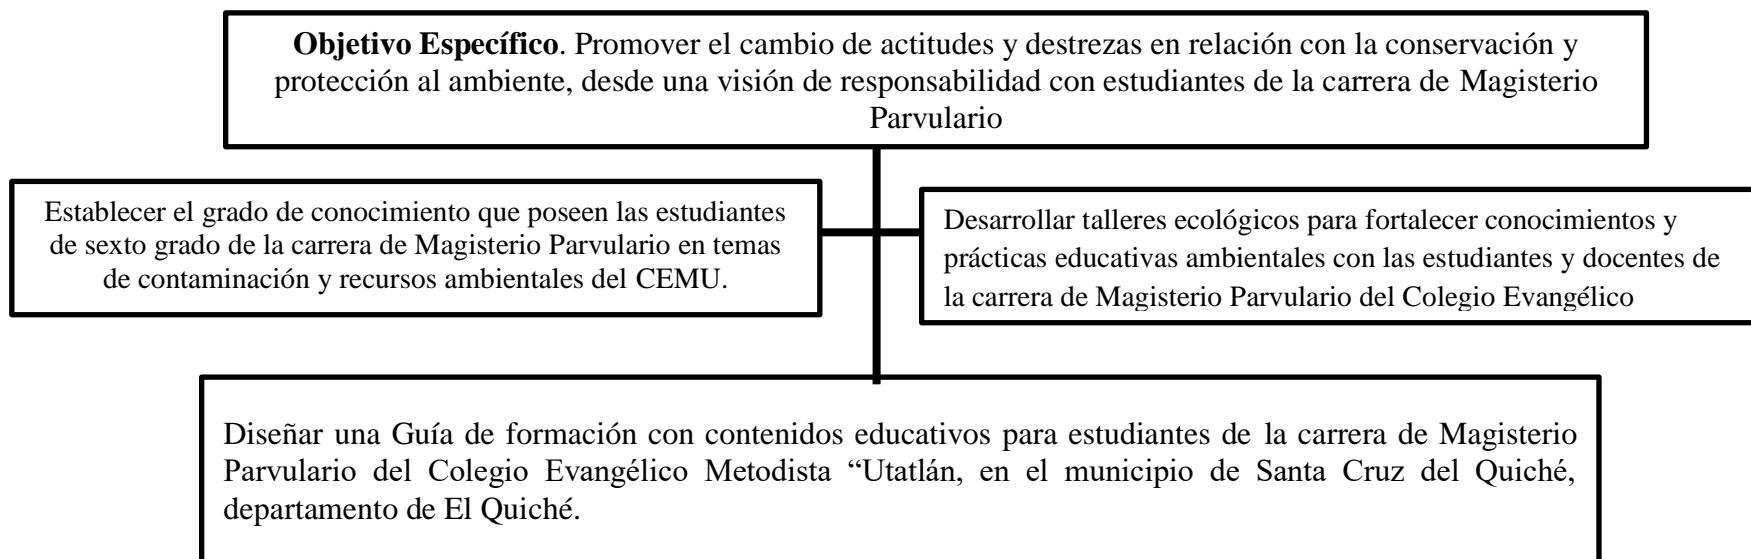 Objetivo Específico. Promover el cambio de actitudes y destrezas en relación con la conservación y
protección al ambiente, desde una visión de responsabilidad con estudiantes de la carrera de Magisterio
Parvulario
Establecer el grado de conocimiento que poseen las estudiantes
de sexto grado de la carrera de Magisterio Parvulario en temas
de contaminación y recursos ambientales del CEMU.
Desarrollar talleres ecológicos para fortalecer conocimientos y
prácticas educativas ambientales con las estudiantes y docentes de
la carrera de Magisterio Parvulario del Colegio Evangélico
Diseñar una Guía de formación con contenidos educativos para estudiantes de la carrera de Magisterio
Parvulario del Colegio Evangélico Metodista “Utatlán, en el municipio de Santa Cruz del Quiché,
departamento de El Quiché.